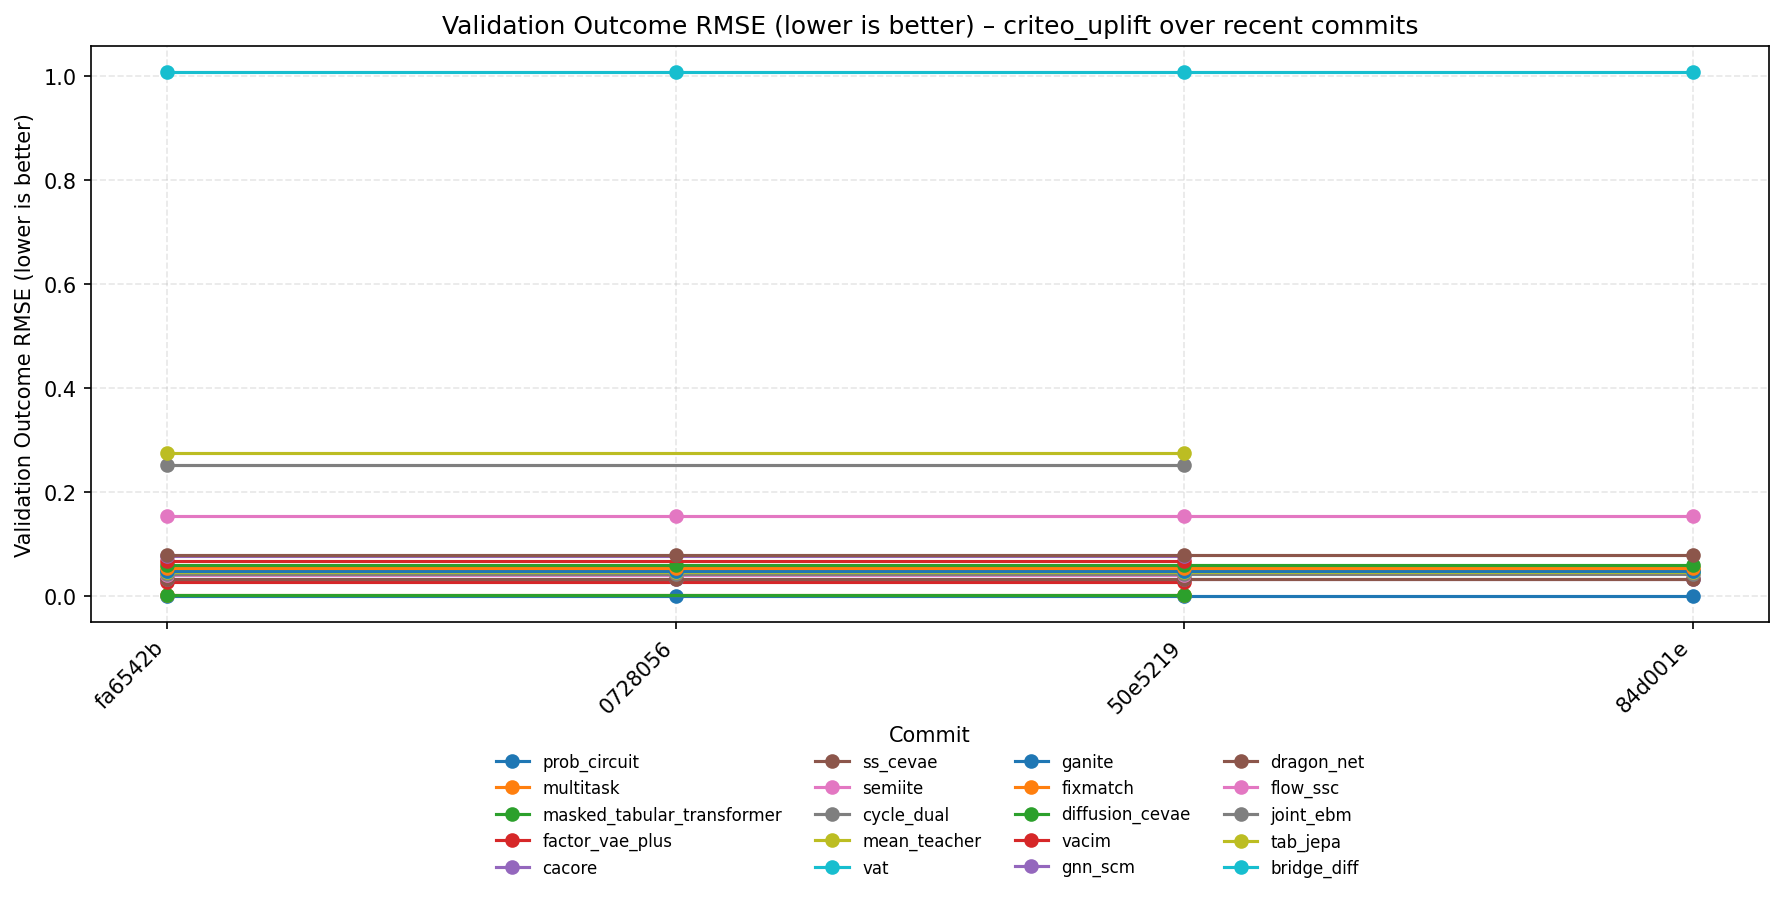 Validation Outcome RMSE (lower is better) – criteo_uplift over recent commits
Validation Outcome RMSE (lower is better)
1.0
0.8
0.6
0.4
0.2
0.0
fa6542b
0728056
50e5219
84d001e
Commit
prob_circuit
multitask
masked_tabular_transformer
factor_vae_plus
cacore
ss_cevae
semiite
cycle_dual
mean_teacher
vat
ganite
fixmatch
diffusion_cevae
vacim
gnn_scm
dragon_net
flow_ssc
joint_ebm
tab_jepa
bridge_diff